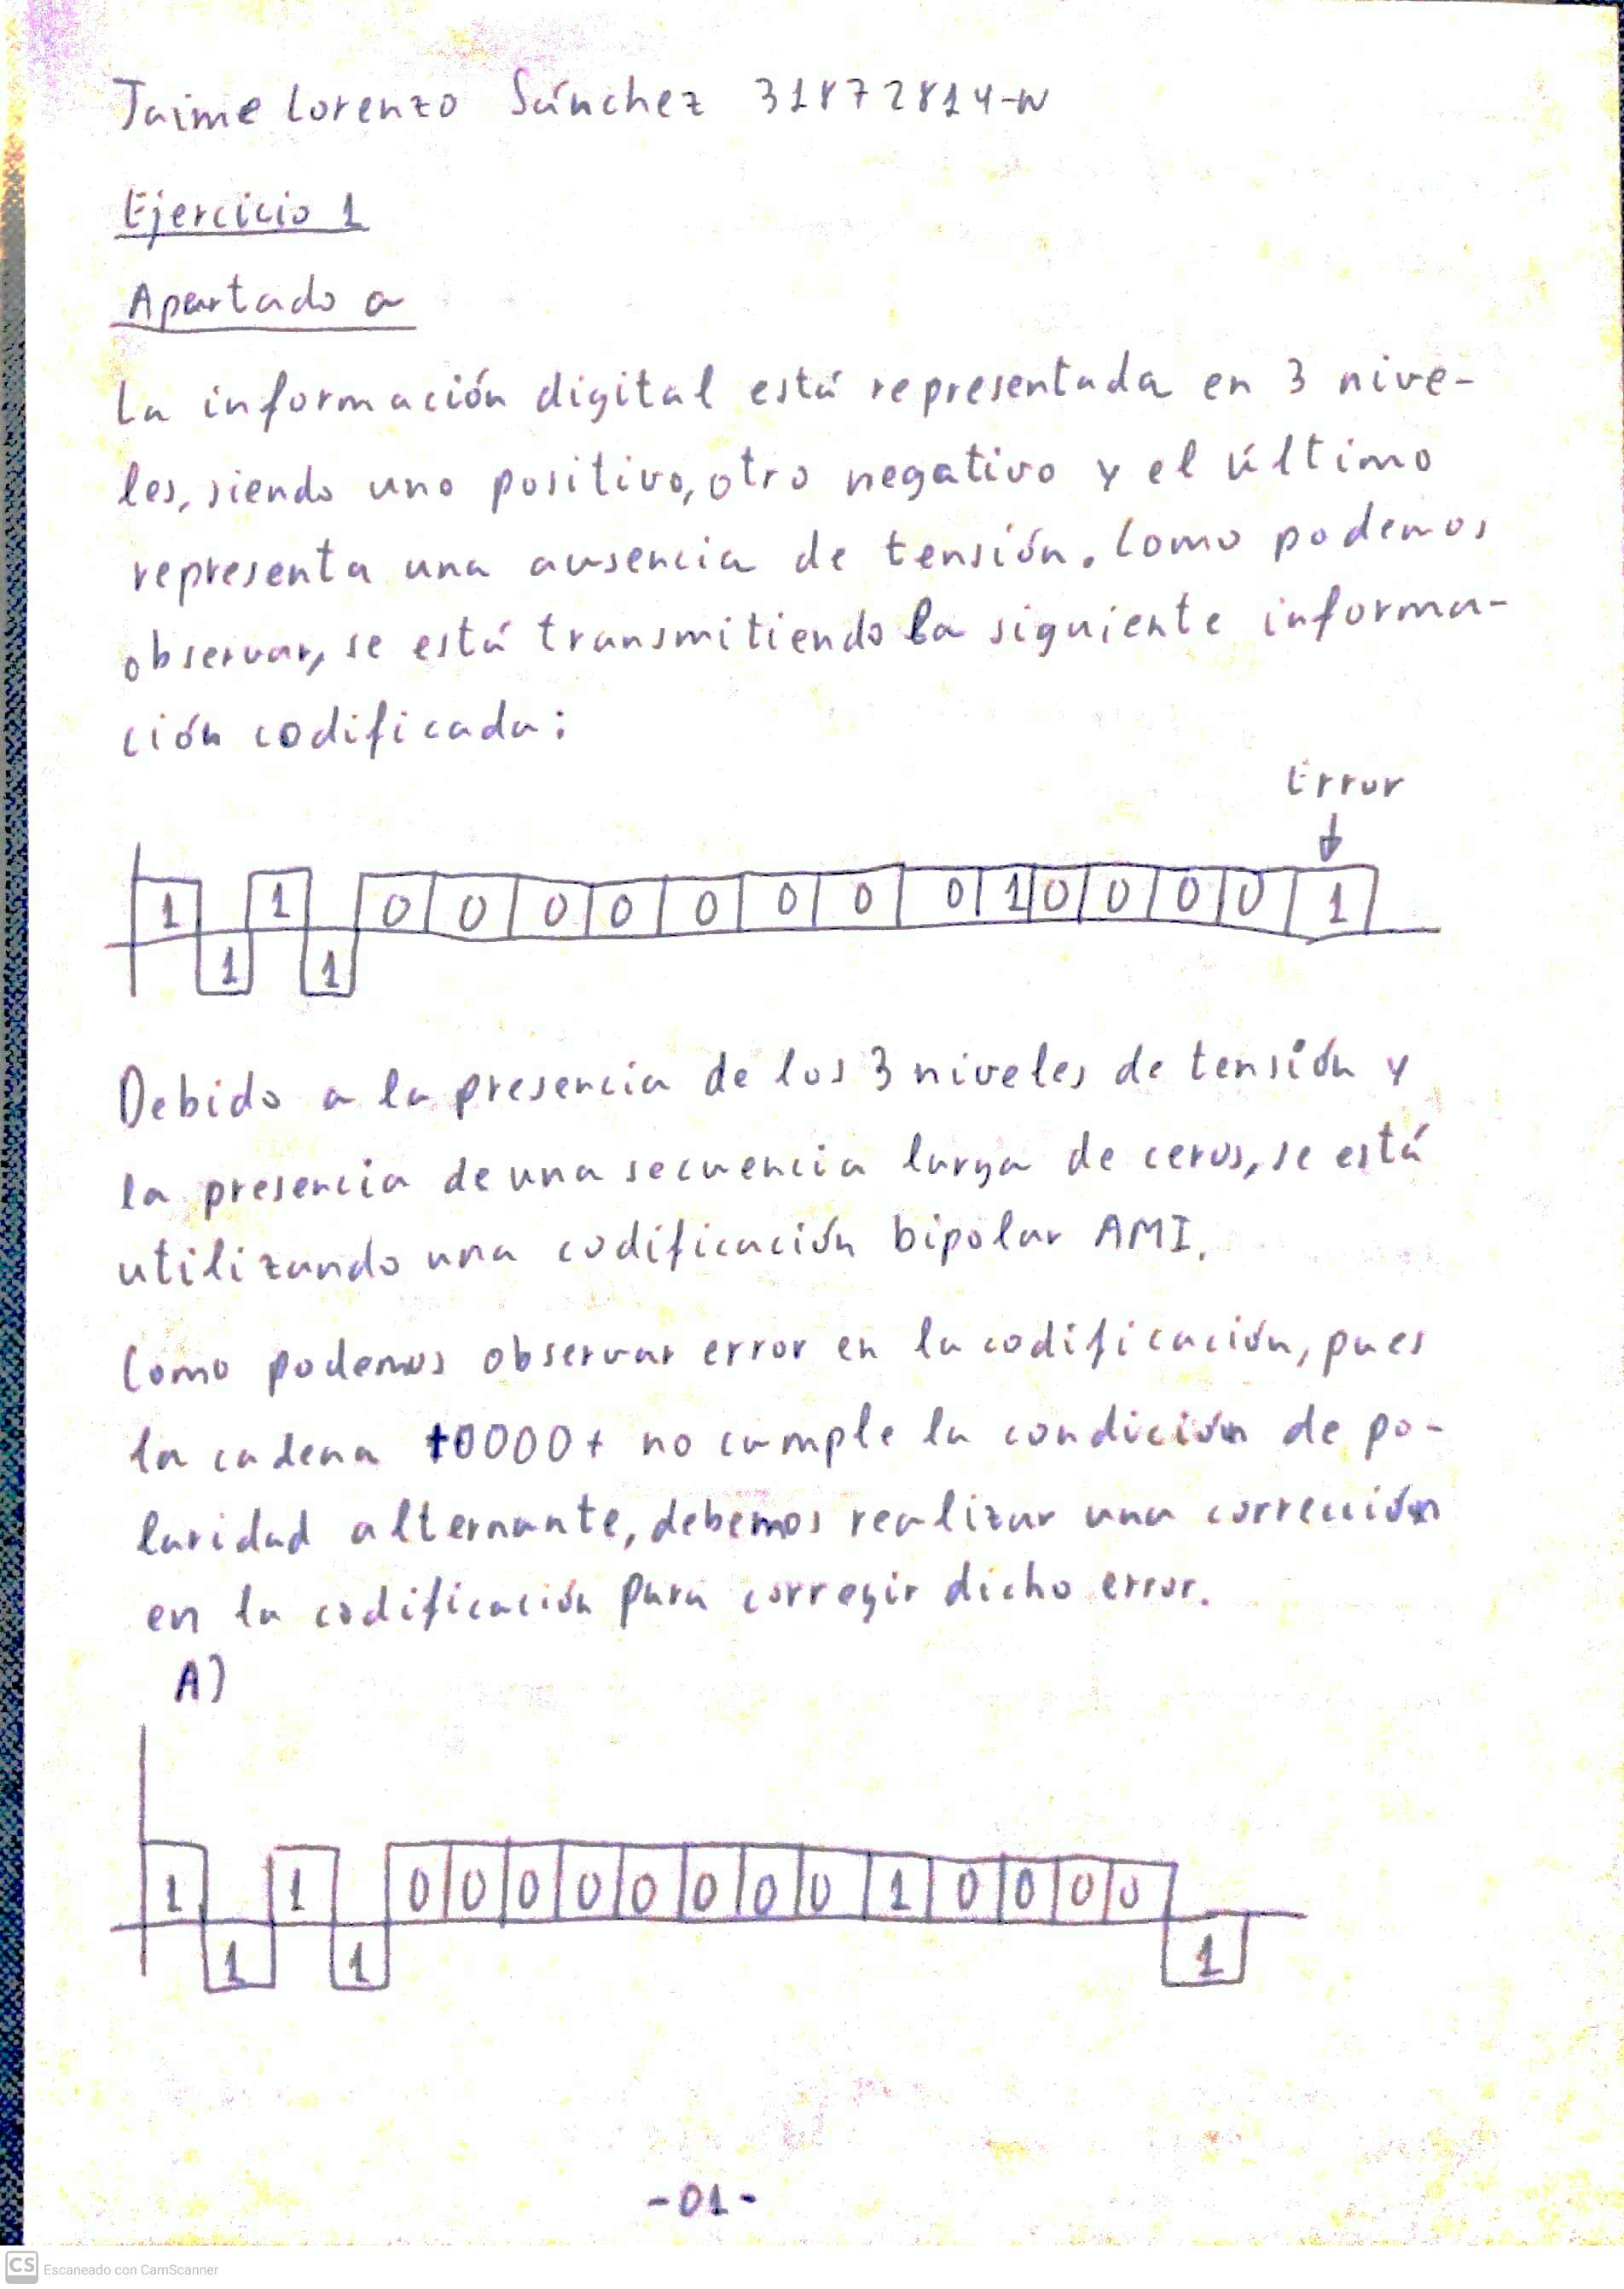 Jaime Lorenzo Sánchez 31872814-W
Ejercicio 1
Apartado a
La información digital está representada en 3 nive-
les, siendo uno positivo, otro negativo y el último
representa una ausencia de tensión. Como podemos
observar, se está transmitiendo la siguiente informa-
ción codificada:
Error
1 1 0 0 0 0 0 0 0 0 1 0 0 0 0 1
1 1
Debido a la presencia de los 3 niveles de tensión y
la presencia de una secuencia larga de ceros, se está
utilizando una codificación bipolar AMI.
Como podemos observar error en la codificación, pues
la cadena +0000+ no cumple la condición de po-
laridad alternante, debemos realizar una corrección
en la codificación para corregir dicho error.
A)
1 1 0 0 0 0 0 0 0 0 1 0 0 0 0
1 1 1
-01-
CS Escaneado con CamScanner